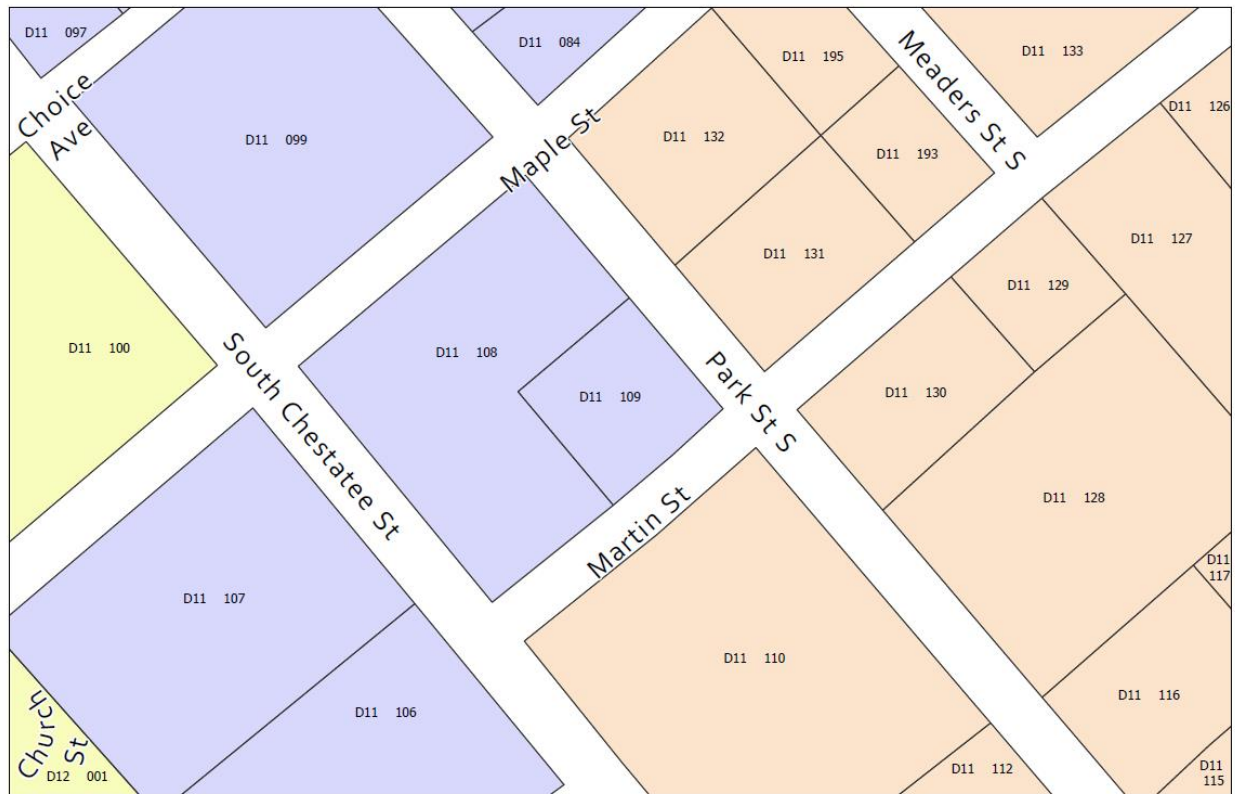 D11 097
D11 084
D11 195
D11 133
Meaders St S
Choice
Ave
D11 099
Maple St
D11 132
D11 193
D11 126
D11 131
D11 127
D11 129
D11 100
D11 108
South Chestatee St
D11 109
Park St S
D11 130
D11 128
Martin St
D11
117
D11 107
D11 110
D11 106
D11 116
Church
St
D12 001
D11 112
D11
115